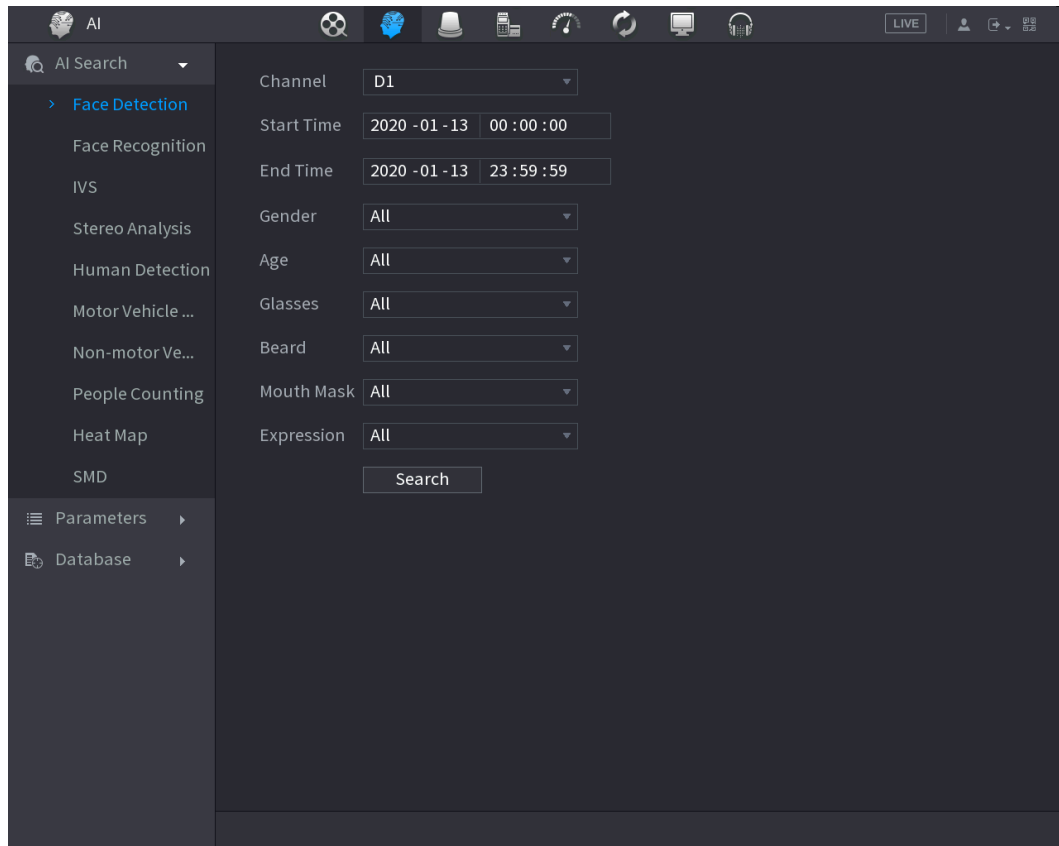 AI
LIVE
AI Search
Face Detection
Face Recognition
IVS
Stereo Analysis
Human Detection
Motor Vehicle ...
Non-motor Ve...
People Counting
Heat Map
SMD
Parameters
Database
Channel D1
Start Time 2020 -01 -13 00 :00 :00
End Time 2020 -01 -13 23 :59 :59
Gender All
Age All
Glasses All
Beard All
Mouth Mask All
Expression All
Search